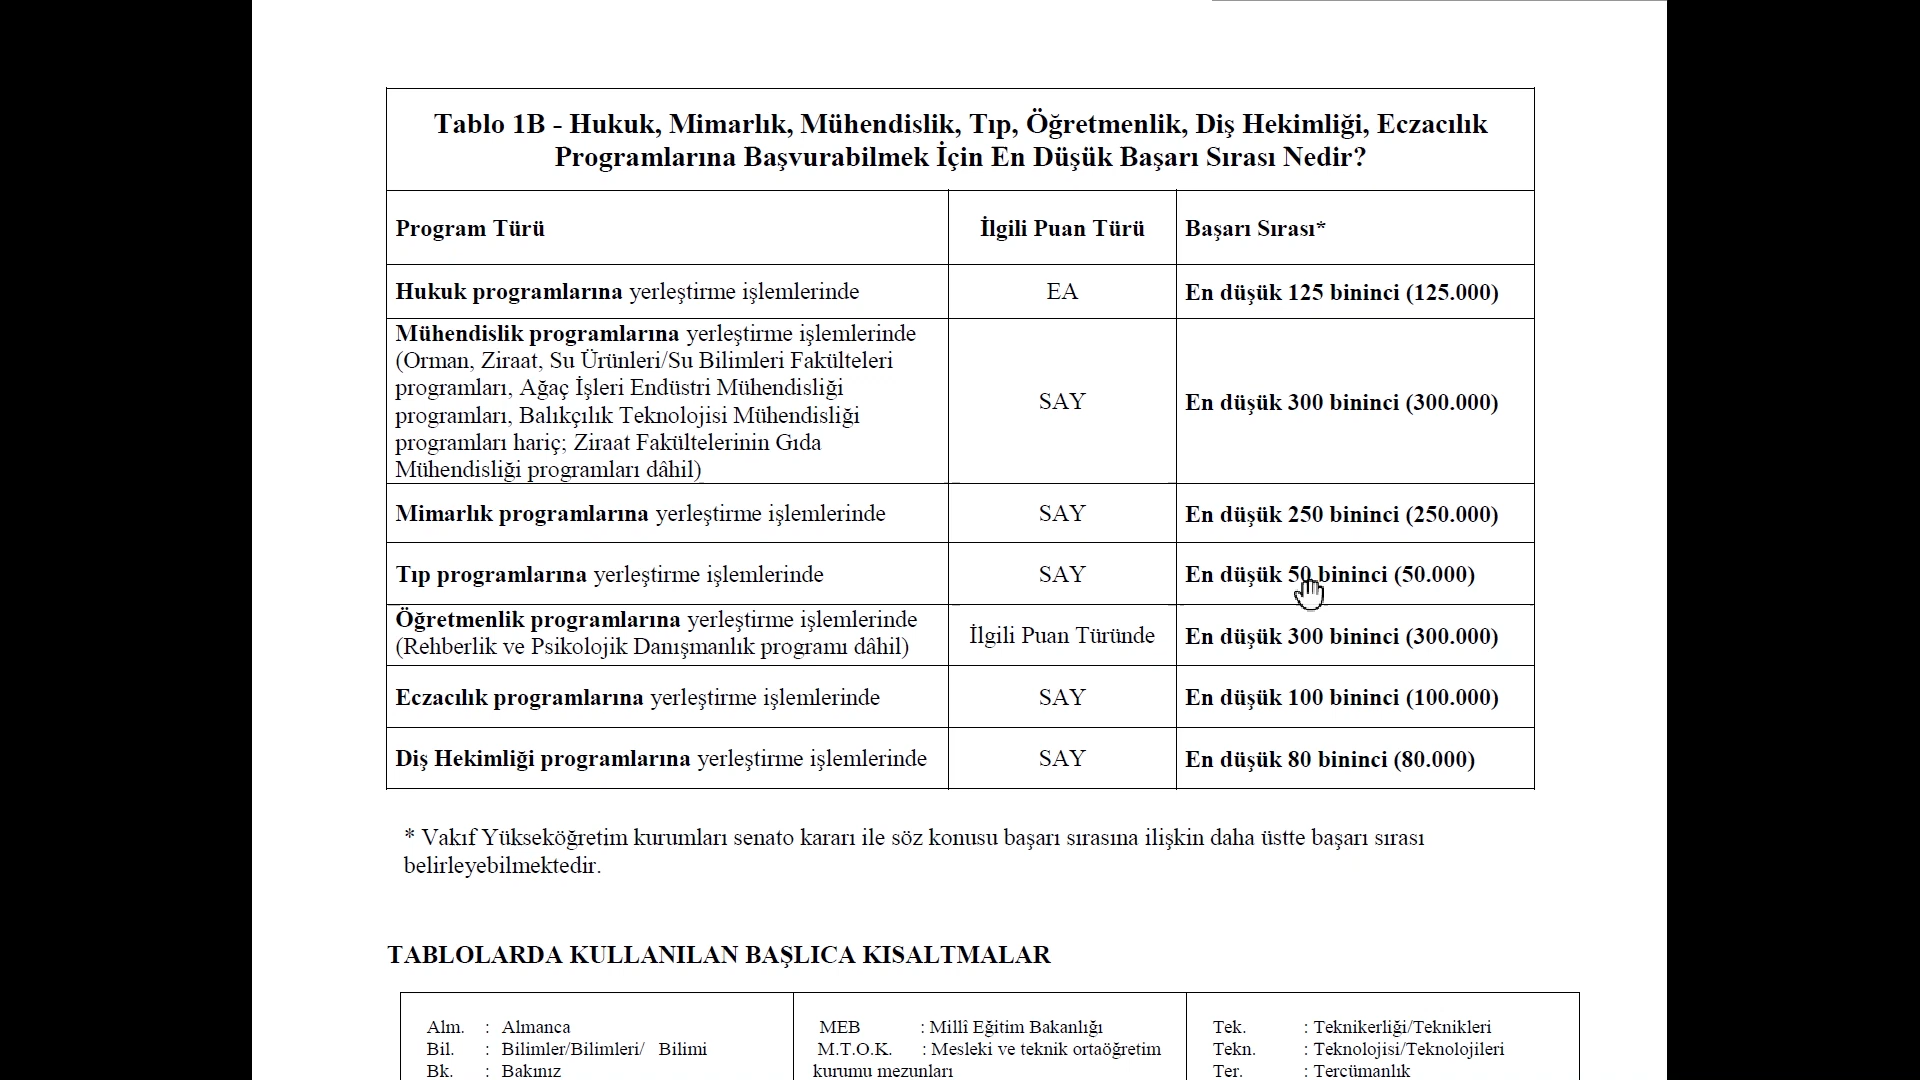 Tablo 1B - Hukuk, Mimarlık, Mühendislik, Tıp, Öğretmenlik, Diş Hekimliği, Eczacılık
Programlarına Başvurabilmek İçin En Düşük Başarı Sırası Nedir?
Program Türü İlgili Puan Türü Başarı Sırası*
Hukuk programlarına yerleştirme işlemlerinde EA En düşük 125 bininci (125.000)
Mühendislik programlarına yerleştirme işlemlerinde
(Orman, Ziraat, Su Ürünleri/Su Bilimleri Fakülteleri
programları, Ağaç İşleri Endüstri Mühendisliği
programları, Balıkçılık Teknolojisi Mühendisliği
programları hariç; Ziraat Fakültelerinin Gıda
Mühendisliği programları dâhil)
SAY En düşük 300 bininci (300.000)
Mimarlık programlarına yerleştirme işlemlerinde SAY En düşük 250 bininci (250.000)
Tıp programlarına yerleştirme işlemlerinde SAY En düşük 50 bininci (50.000)
Öğretmenlik programlarına yerleştirme işlemlerinde
(Rehberlik ve Psikolojik Danışmanlık programı dâhil)
İlgili Puan Türünde En düşük 300 bininci (300.000)
Eczacılık programlarına yerleştirme işlemlerinde SAY En düşük 100 bininci (100.000)
Diş Hekimliği programlarına yerleştirme işlemlerinde SAY En düşük 80 bininci (80.000)
* Vakıf Yükseköğretim kurumları senato kararı ile söz konusu başarı sırasına ilişkin daha üstte başarı sırası
belirleyebilmektedir.
TABLOLARDA KULLANILAN BAŞLICA KISALTMALAR
Alm. : Almanca
Bil. : Bilimler/Bilimleri/ Bilimi
Bk. : Bakınız
MEB : Millî Eğitim Bakanlığı
M.T.O.K. : Mesleki ve teknik ortaöğretim
kurumu mezunları
Tek. : Teknikerliği/Teknikleri
Tekn. : Teknolojisi/Teknolojileri
Ter. : Tercümanlık